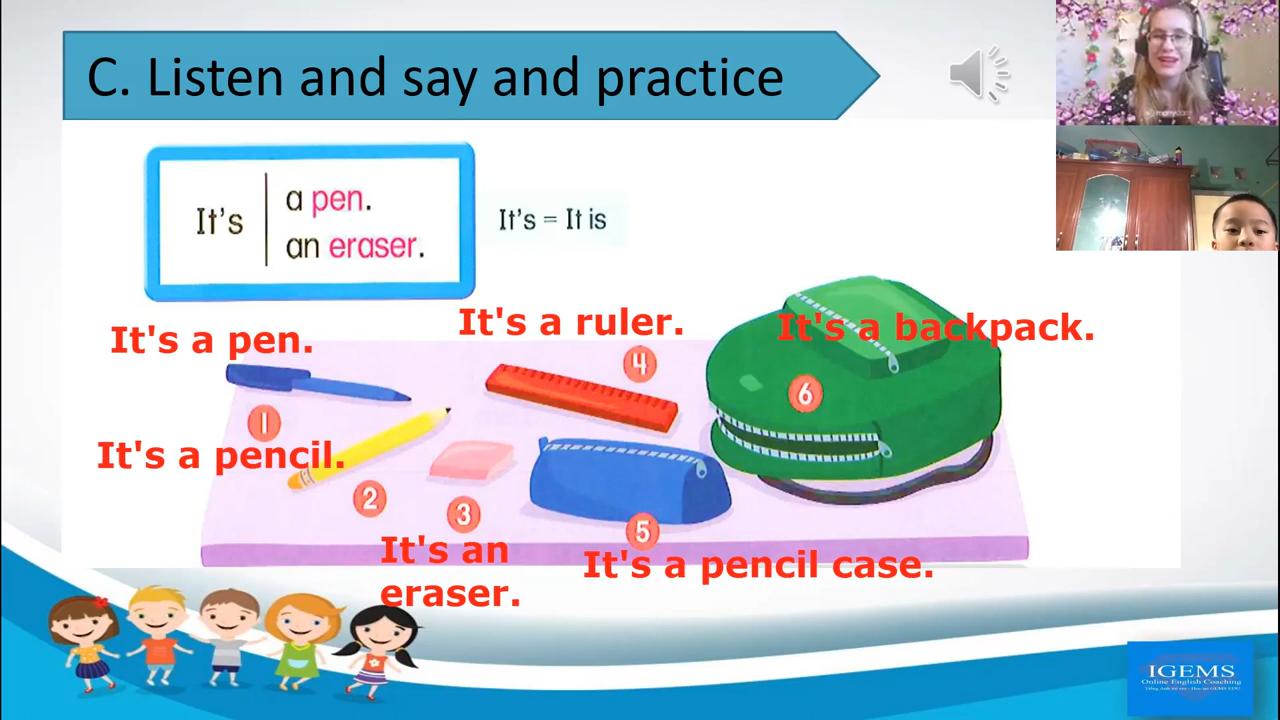 C. Listen and say and practice
It's
a pen.
an eraser.
It's = It is
It's a pen.
It's a ruler.
It's a backpack.
4
6
1
It's a pencil.
2
3
5
It's an
eraser.
It's a pencil case.
IGEMS
Online English Coaching